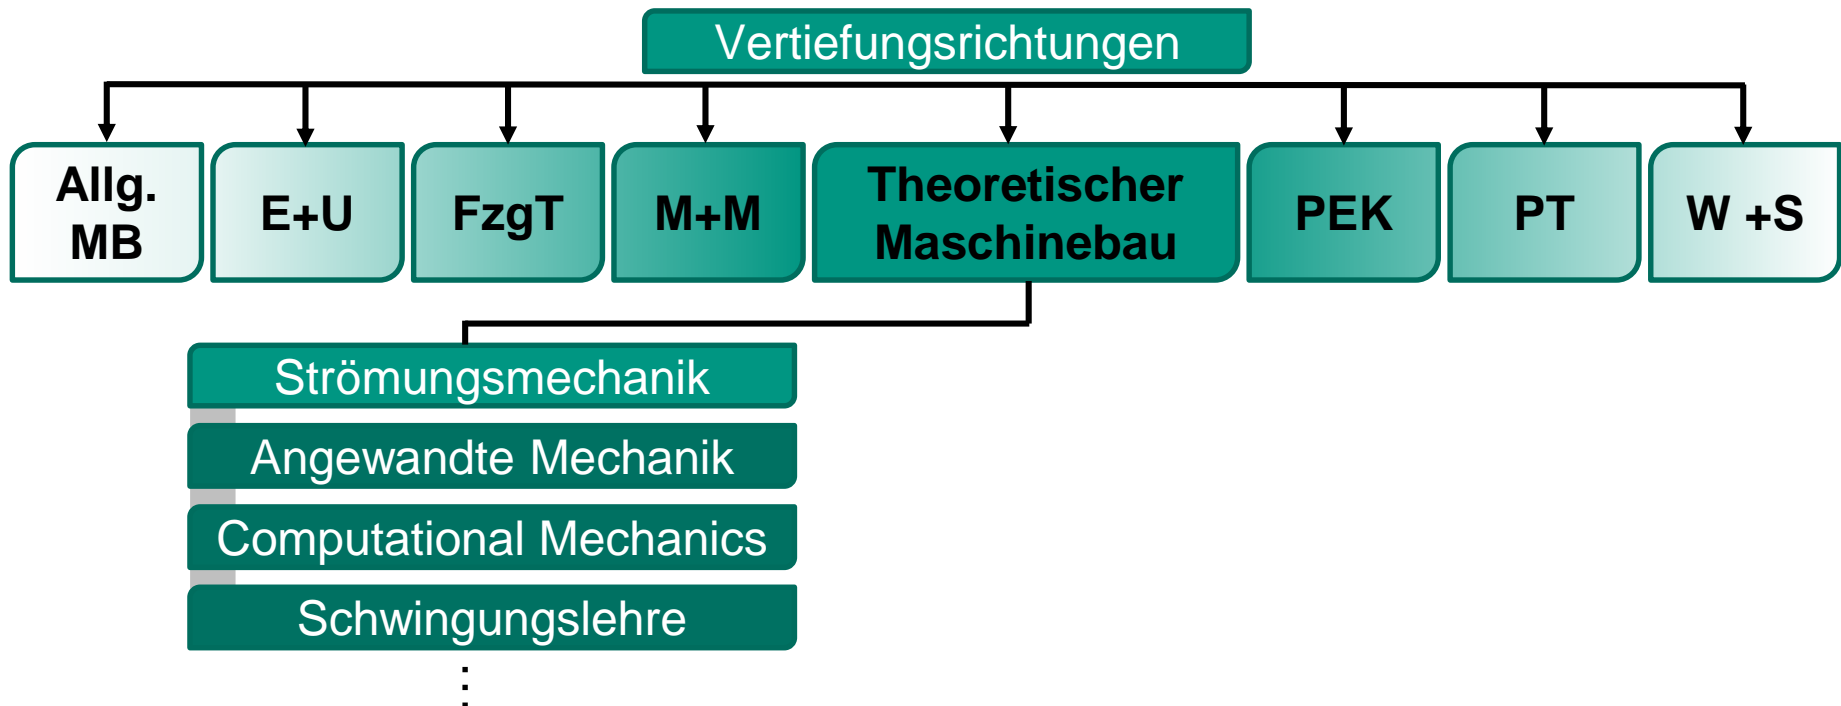 Vertiefungsrichtungen
Allg.
MB
E+U
FzgT
M+M
Theoretischer
Maschinebau
PEK
PT
W +S
Strömungsmechanik
Angewandte Mechanik
Computational Mechanics
Schwingungslehre
⋮